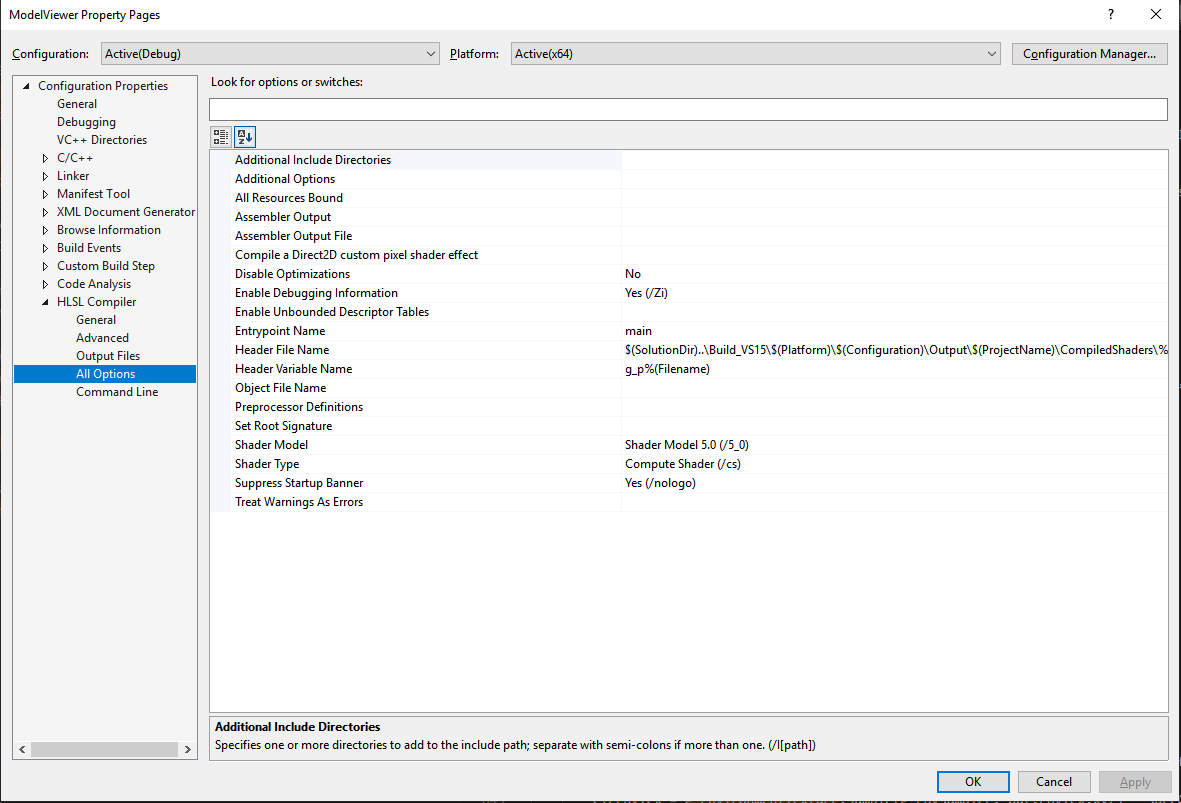 ModelViewer Property Pages
?
Configuration: Active(Debug) Platform: Active(x64) Configuration Manager...
Configuration Properties
General
Debugging
VC++ Directories
C/C++
Linker
Manifest Tool
XML Document Generator
Browse Information
Build Events
Custom Build Step
Code Analysis
HLSL Compiler
General
Advanced
Output Files
All Options
Command Line
Look for options or switches:
Additional Include Directories
Additional Options
All Resources Bound
Assembler Output
Assembler Output File
Compile a Direct2D custom pixel shader effect
Disable Optimizations No
Enable Debugging Information Yes (/Zi)
Enable Unbounded Descriptor Tables
Entrypoint Name main
Header File Name $(SolutionDir)..\Build_VS15\$(Platform)\$(Configuration)\Output\$(ProjectName)\CompiledShaders\%
Header Variable Name g_p%(Filename)
Object File Name
Preprocessor Definitions
Set Root Signature
Shader Model Shader Model 5.0 (/5_0)
Shader Type Compute Shader (/cs)
Suppress Startup Banner Yes (/nologo)
Treat Warnings As Errors
Additional Include Directories
Specifies one or more directories to add to the include path; separate with semi-colons if more than one. (/I[path])
OK Cancel Apply